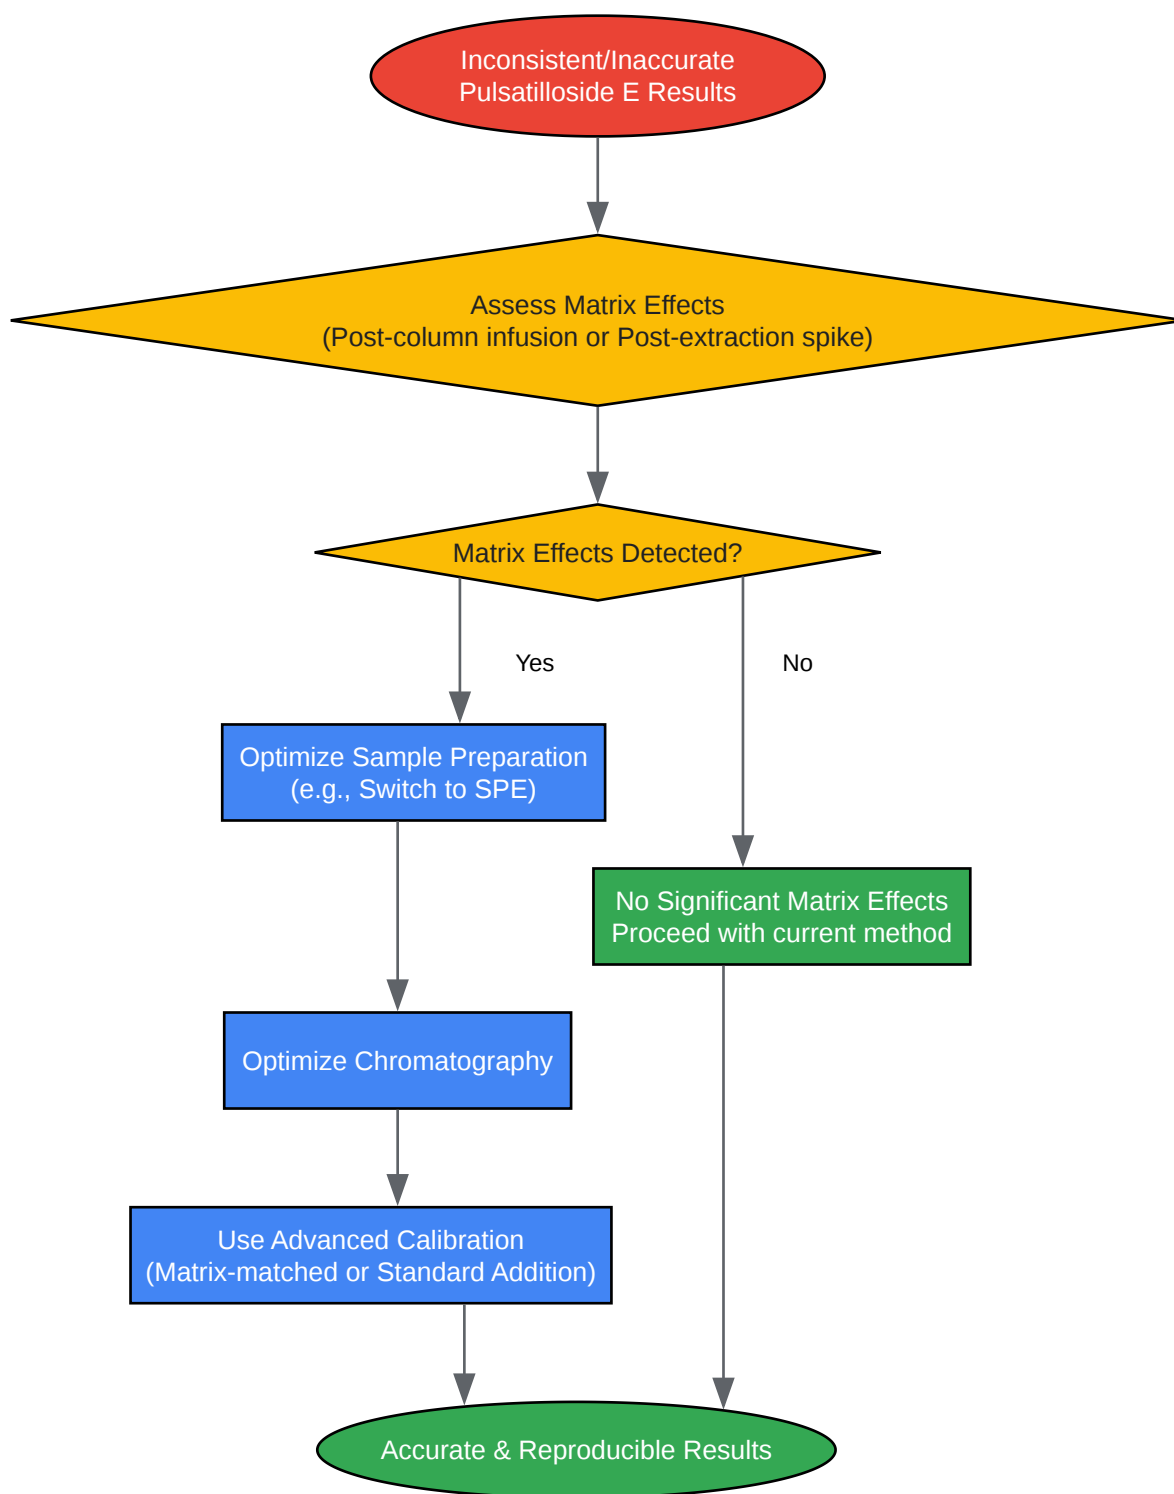 Inconsistent/Inaccurate
Pulsatilloside E Results
Assess Matrix Effects
(Post-column infusion or Post-extraction spike)
Matrix Effects Detected?
Yes
No
Optimize Sample Preparation
(e.g., Switch to SPE)
No Significant Matrix Effects
Proceed with current method
Optimize Chromatography
Use Advanced Calibration
(Matrix-matched or Standard Addition)
Accurate & Reproducible Results